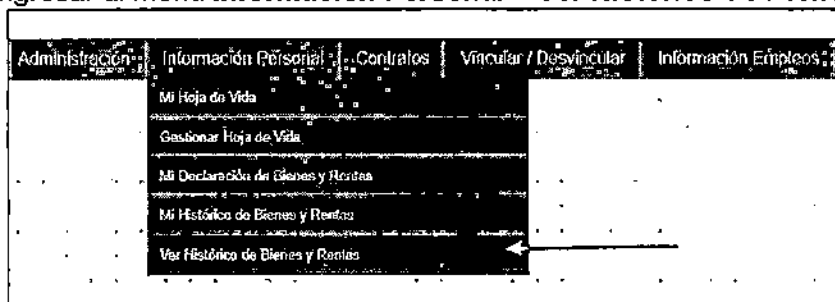 Administración Información Personal Contratos Vincular / Desvincular Información Empleos
Mi Hoja de Vida
Gestionar Hoja de Vida
Mi Declaración de Bienes y Rentas
Mi Histórico de Bienes y Rentas
Ver Histórico de Bienes y Rentas